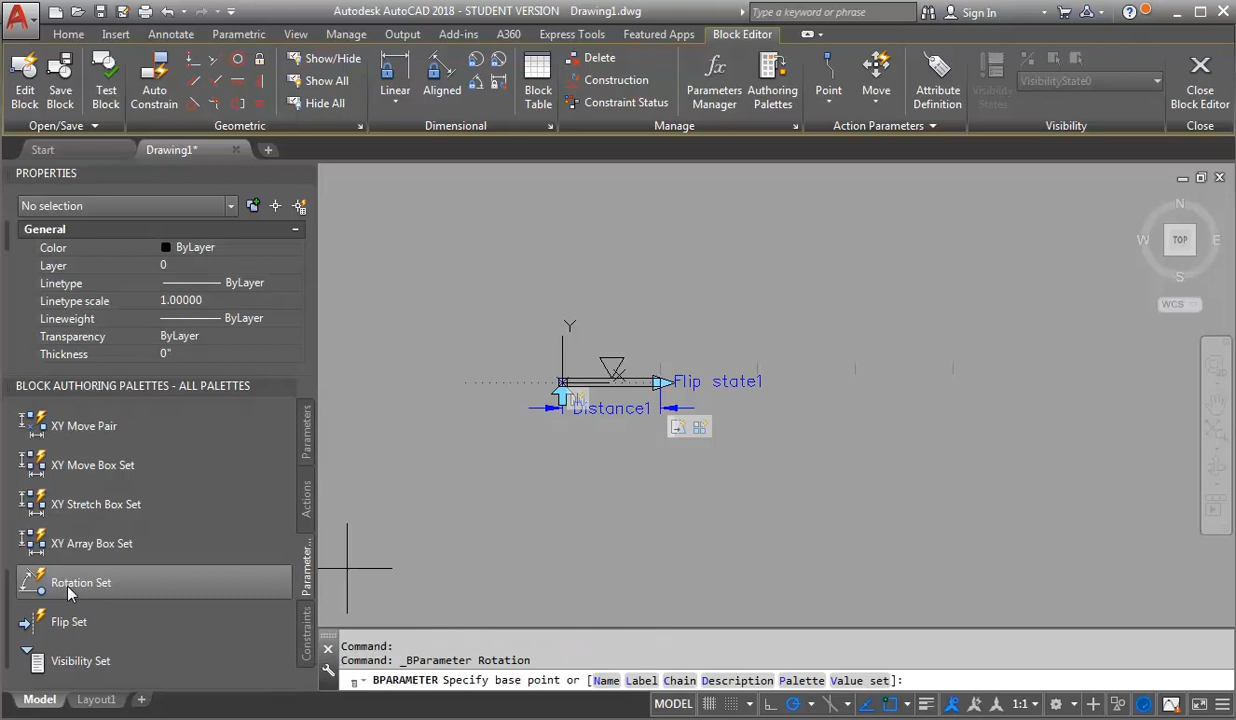 Autodesk AutoCAD 2018 - STUDENT VERSION Drawing1.dwg
Type a keyword or phrase
Sign In
Home Insert Annotate Parametric View Manage Output Add-ins A360 Express Tools Featured Apps Block Editor
Edit Block
Save Block
Test Block
Auto Constrain
Show/Hide
Show All
Hide All
Linear
Aligned
Block Table
Delete
Construction
Constraint Status
Parameters Manager
Authoring Palettes
Point
Move
Attribute Definition
Visibility States
VisibilityState0
Close Block Editor
Open/Save
Geometric
Dimensional
Manage
Action Parameters
Visibility
Close
Start
Drawing1*
PROPERTIES
No selection
General
Color ByLayer
Layer 0
Linetype ByLayer
Linetype scale 1.00000
Lineweight ByLayer
Transparency ByLayer
Thickness 0"
BLOCK AUTHORING PALETTES - ALL PALETTES
XY Move Pair
XY Move Box Set
XY Stretch Box Set
XY Array Box Set
Rotation Set
Flip Set
Visibility Set
Parameters
Actions
Parameter...
Constraints
Y
Flip state1
Distance1
N
W
TOP
E
S
WCS
Command:
Command: _BParameter Rotation
BPARAMETER Specify base point or [Name Label Chain Description Palette Value set]:
Model
Layout1
MODEL
1:1